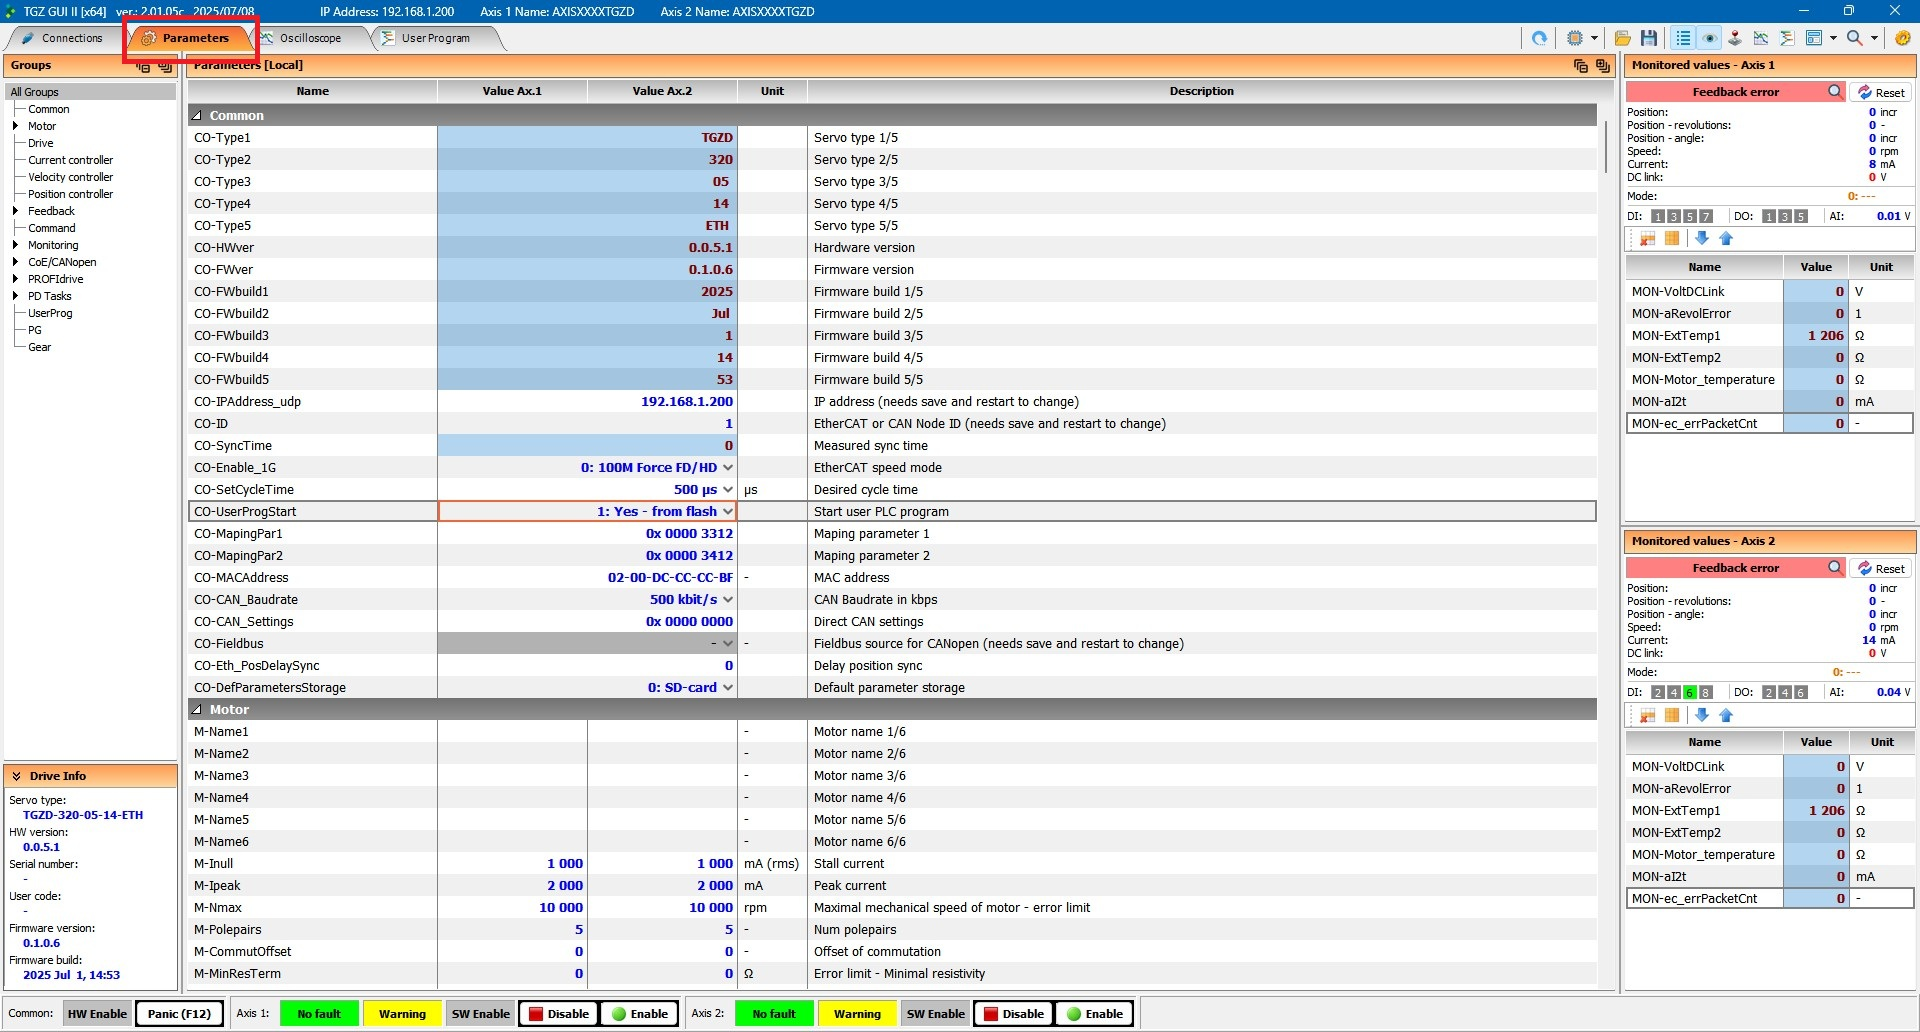 TGZ GUI II [x64] ver.: 2.01.05c 2025/07/08 IP Address: 192.168.1.200 Axis 1 Name: AXISXXXXTGZD Axis 2 Name: AXISXXXXTGZD
Connections Parameters Oscilloscope User Program
Groups
All Groups
Common
Motor
Drive
Current controller
Velocity controller
Position controller
Feedback
Command
Monitoring
CoE/CANopen
PROFIdrive
PD Tasks
UserProg
PG
Gear
Drive Info
Servo type:
TGZD-320-05-14-ETH
HW version:
0.0.5.1
Serial number:
-
User code:
-
Firmware version:
0.1.0.6
Firmware build:
2025 Jul 1, 14:53
Parameters [Local]
Name Value Ax.1 Value Ax.2 Unit Description
Common
CO-Type1 TGZD Servo type 1/5
CO-Type2 320 Servo type 2/5
CO-Type3 05 Servo type 3/5
CO-Type4 14 Servo type 4/5
CO-Type5 ETH Servo type 5/5
CO-HWver 0.0.5.1 Hardware version
CO-FWver 0.1.0.6 Firmware version
CO-FWbuild1 2025 Firmware build 1/5
CO-FWbuild2 Jul Firmware build 2/5
CO-FWbuild3 1 Firmware build 3/5
CO-FWbuild4 14 Firmware build 4/5
CO-FWbuild5 53 Firmware build 5/5
CO-IPAddress_udp 192.168.1.200 IP address (needs save and restart to change)
CO-ID 1 EtherCAT or CAN Node ID (needs save and restart to change)
CO-SyncTime 0 Measured sync time
CO-Enable_1G 0: 100M Force FD/HD EtherCAT speed mode
CO-SetCycleTime 500 µs µs Desired cycle time
CO-UserProgStart 1: Yes - from flash Start user PLC program
CO-MapingPar1 0x 0000 3312 Maping parameter 1
CO-MapingPar2 0x 0000 3412 Maping parameter 2
CO-MACAddress 02-00-DC-CC-CC-BF - MAC address
CO-CAN_Baudrate 500 kbit/s CAN Baudrate in kbps
CO-CAN_Settings 0x 0000 0000 Direct CAN settings
CO-Fieldbus - - Fieldbus source for CANopen (needs save and restart to change)
CO-Eth_PosDelaySync 0 Delay position sync
CO-DefParametersStorage 0: SD-card Default parameter storage
Motor
M-Name1 - Motor name 1/6
M-Name2 - Motor name 2/6
M-Name3 - Motor name 3/6
M-Name4 - Motor name 4/6
M-Name5 - Motor name 5/6
M-Name6 - Motor name 6/6
M-Inull 1 000 1 000 mA (rms) Stall current
M-Ipeak 2 000 2 000 mA Peak current
M-Nmax 10 000 10 000 rpm Maximal mechanical speed of motor - error limit
M-Polepairs 5 5 - Num polepairs
M-CommutOffset 0 0 - Offset of commutation
M-MinResTerm 0 0 Ω Error limit - Minimal resistivity
Monitored values - Axis 1
Feedback error Reset
Position: 0 incr
Position - revolutions: 0 -
Position - angle: 0 incr
Speed: 0 rpm
Current: 8 mA
DC link: 0 V
Mode: 0: ---
DI: 1 3 5 7 DO: 1 3 5 AI: 0.01 V
Name Value Unit
MON-VoltDCLink 0 V
MON-aRevolError 0 1
MON-ExtTemp1 1 206 Ω
MON-ExtTemp2 0 Ω
MON-Motor_temperature 0 Ω
MON-aI2t 0 mA
MON-ec_errPacketCnt 0 -
Monitored values - Axis 2
Feedback error Reset
Position: 0 incr
Position - revolutions: 0 -
Position - angle: 0 incr
Speed: 0 rpm
Current: 14 mA
DC link: 0 V
Mode: 0: ---
DI: 2 4 6 8 DO: 2 4 6 AI: 0.04 V
Name Value Unit
MON-VoltDCLink 0 V
MON-aRevolError 0 1
MON-ExtTemp1 1 206 Ω
MON-ExtTemp2 0 Ω
MON-Motor_temperature 0 Ω
MON-aI2t 0 mA
MON-ec_errPacketCnt 0 -
Common: HW Enable Panic (F12) Axis 1: No fault Warning SW Enable Disable Enable Axis 2: No fault Warning SW Enable Disable Enable